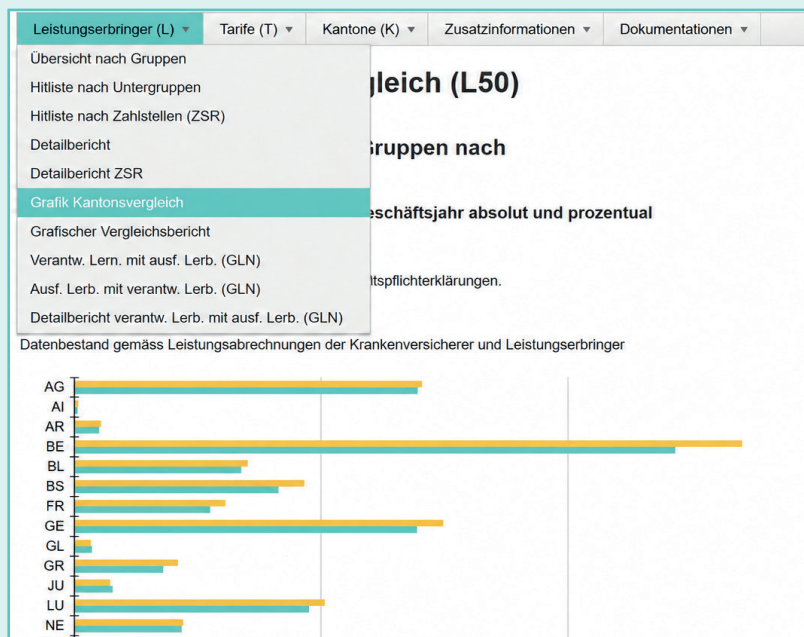 Leistungserbringer (L) Tarife (T) Kantone (K) Zusatzinformationen Dokumentationen
Übersicht nach Gruppen
Hitliste nach Untergruppen
gleich (L50)
Hitliste nach Zahlstellen (ZSR)
Detailbericht
Gruppen nach
Detailbericht ZSR
Grafik Kantonsvergleich
eschäftsjahr absolut und prozentual
Grafischer Vergleichsbericht
Verantw. Lern. mit ausf. Lerb. (GLN)
Ausf. Lerb. mit verantw. Lerb. (GLN)
itspflichterklärungen.
Detailbericht verantw. Lerb. mit ausf. Lerb. (GLN)
Datenbestand gemäss Leistungsabrechnungen der Krankenversicherer und Leistungserbringer
AG
AI
AR
BE
BL
BS
FR
GE
GL
GR
JU
LU
NE